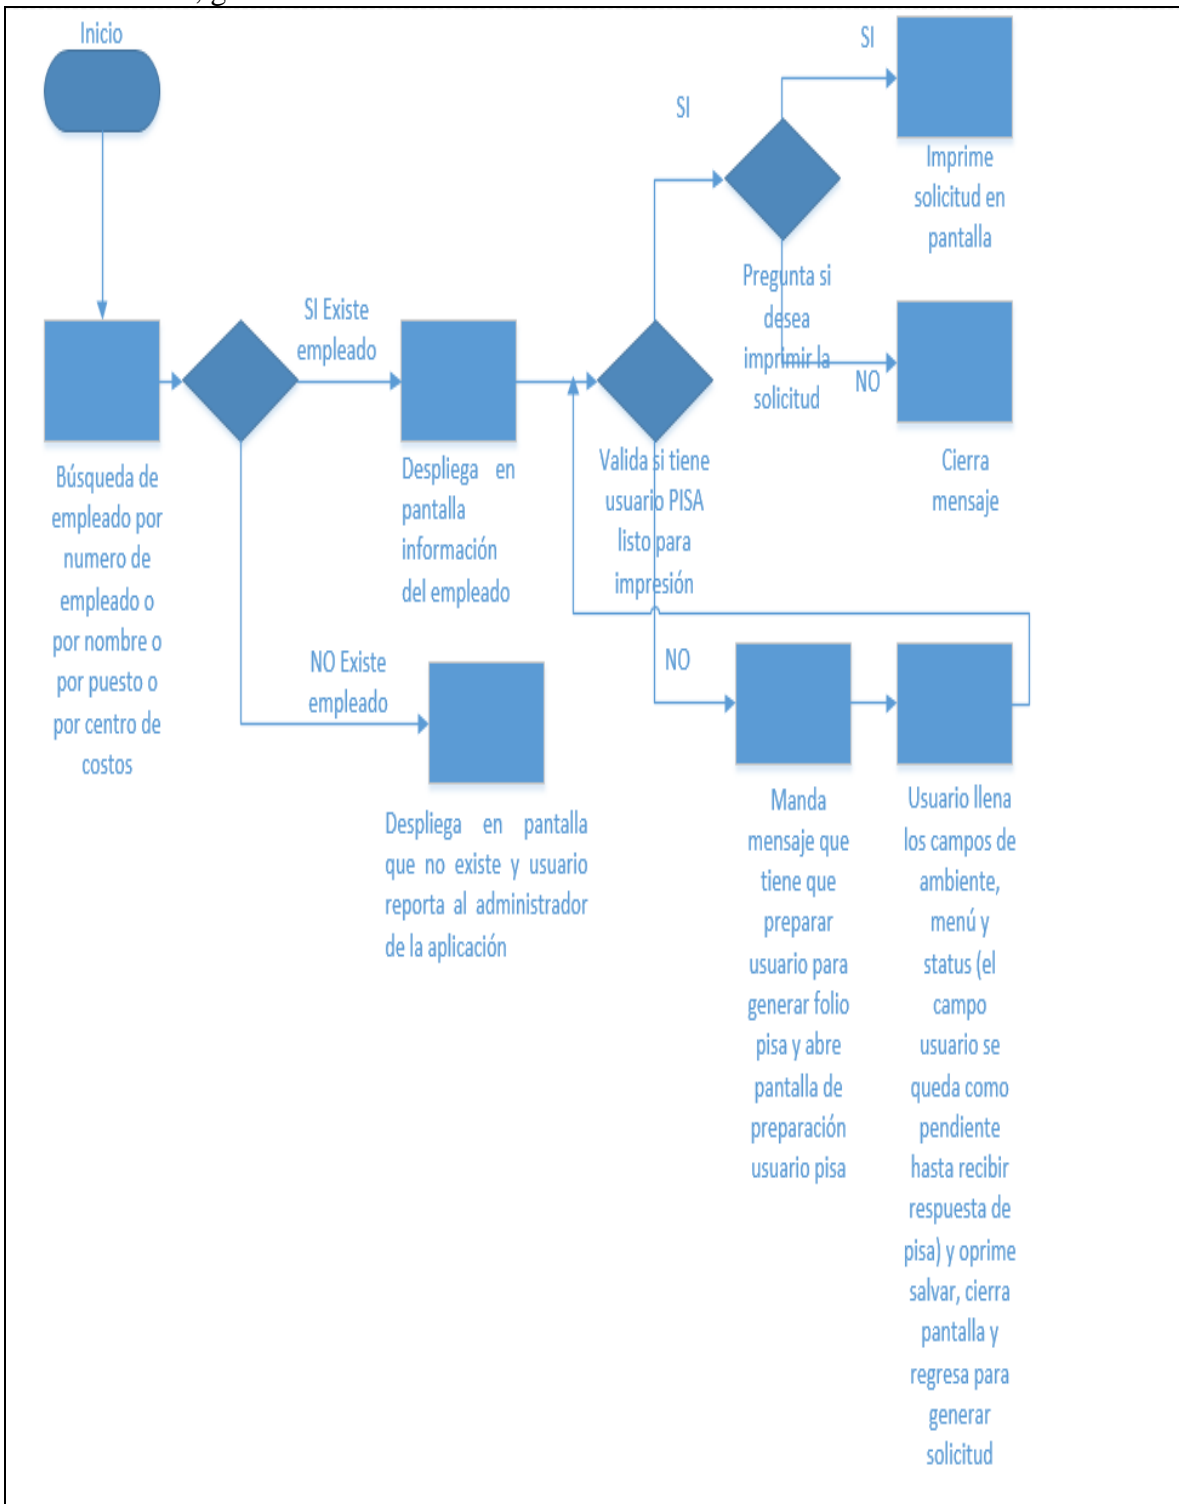 Inicio
Búsqueda de
empleado por
numero de
empleado o
por nombre o
por puesto o
por centro de
costos
SI Existe
empleado
NO Existe
empleado
Despliega en
pantalla
información
del empleado
Despliega en pantalla
que no existe y usuario
reporta al administrador
de la aplicación
Valida si tiene
usuario PISA
listo para
impresión
SI
NO
Pregunta si
desea
imprimir la
solicitud
SI
NO
Imprime
solicitud en
pantalla
Cierra
mensaje
Manda
mensaje que
tiene que
preparar
usuario para
generar folio
pisa y abre
pantalla de
preparación
usuario pisa
Usuario llena
los campos de
ambiente,
menú y
status (el
campo
usuario se
queda como
pendiente
hasta recibir
respuesta de
pisa) y oprime
salvar, cierra
pantalla y
regresa para
generar
solicitud